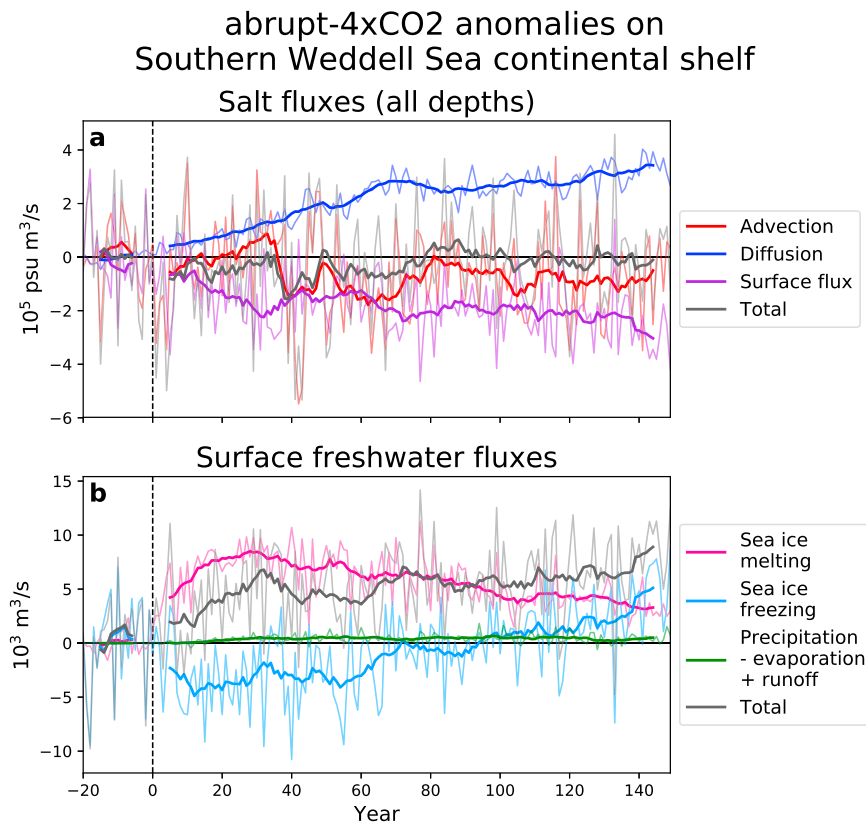 abrupt-4xCO2 anomalies on
Southern Weddell Sea continental shelf
Salt fluxes (all depths)
a
4
2
0
−2
−4
−6
10⁵ psu m³/s
Advection
Diffusion
Surface flux
Total
Surface freshwater fluxes
b
15
10
5
0
−5
−10
10³ m³/s
Sea ice
melting
Sea ice
freezing
Precipitation
- evaporation
+ runoff
Total
−20
0
20
40
60
80
100
120
140
Year